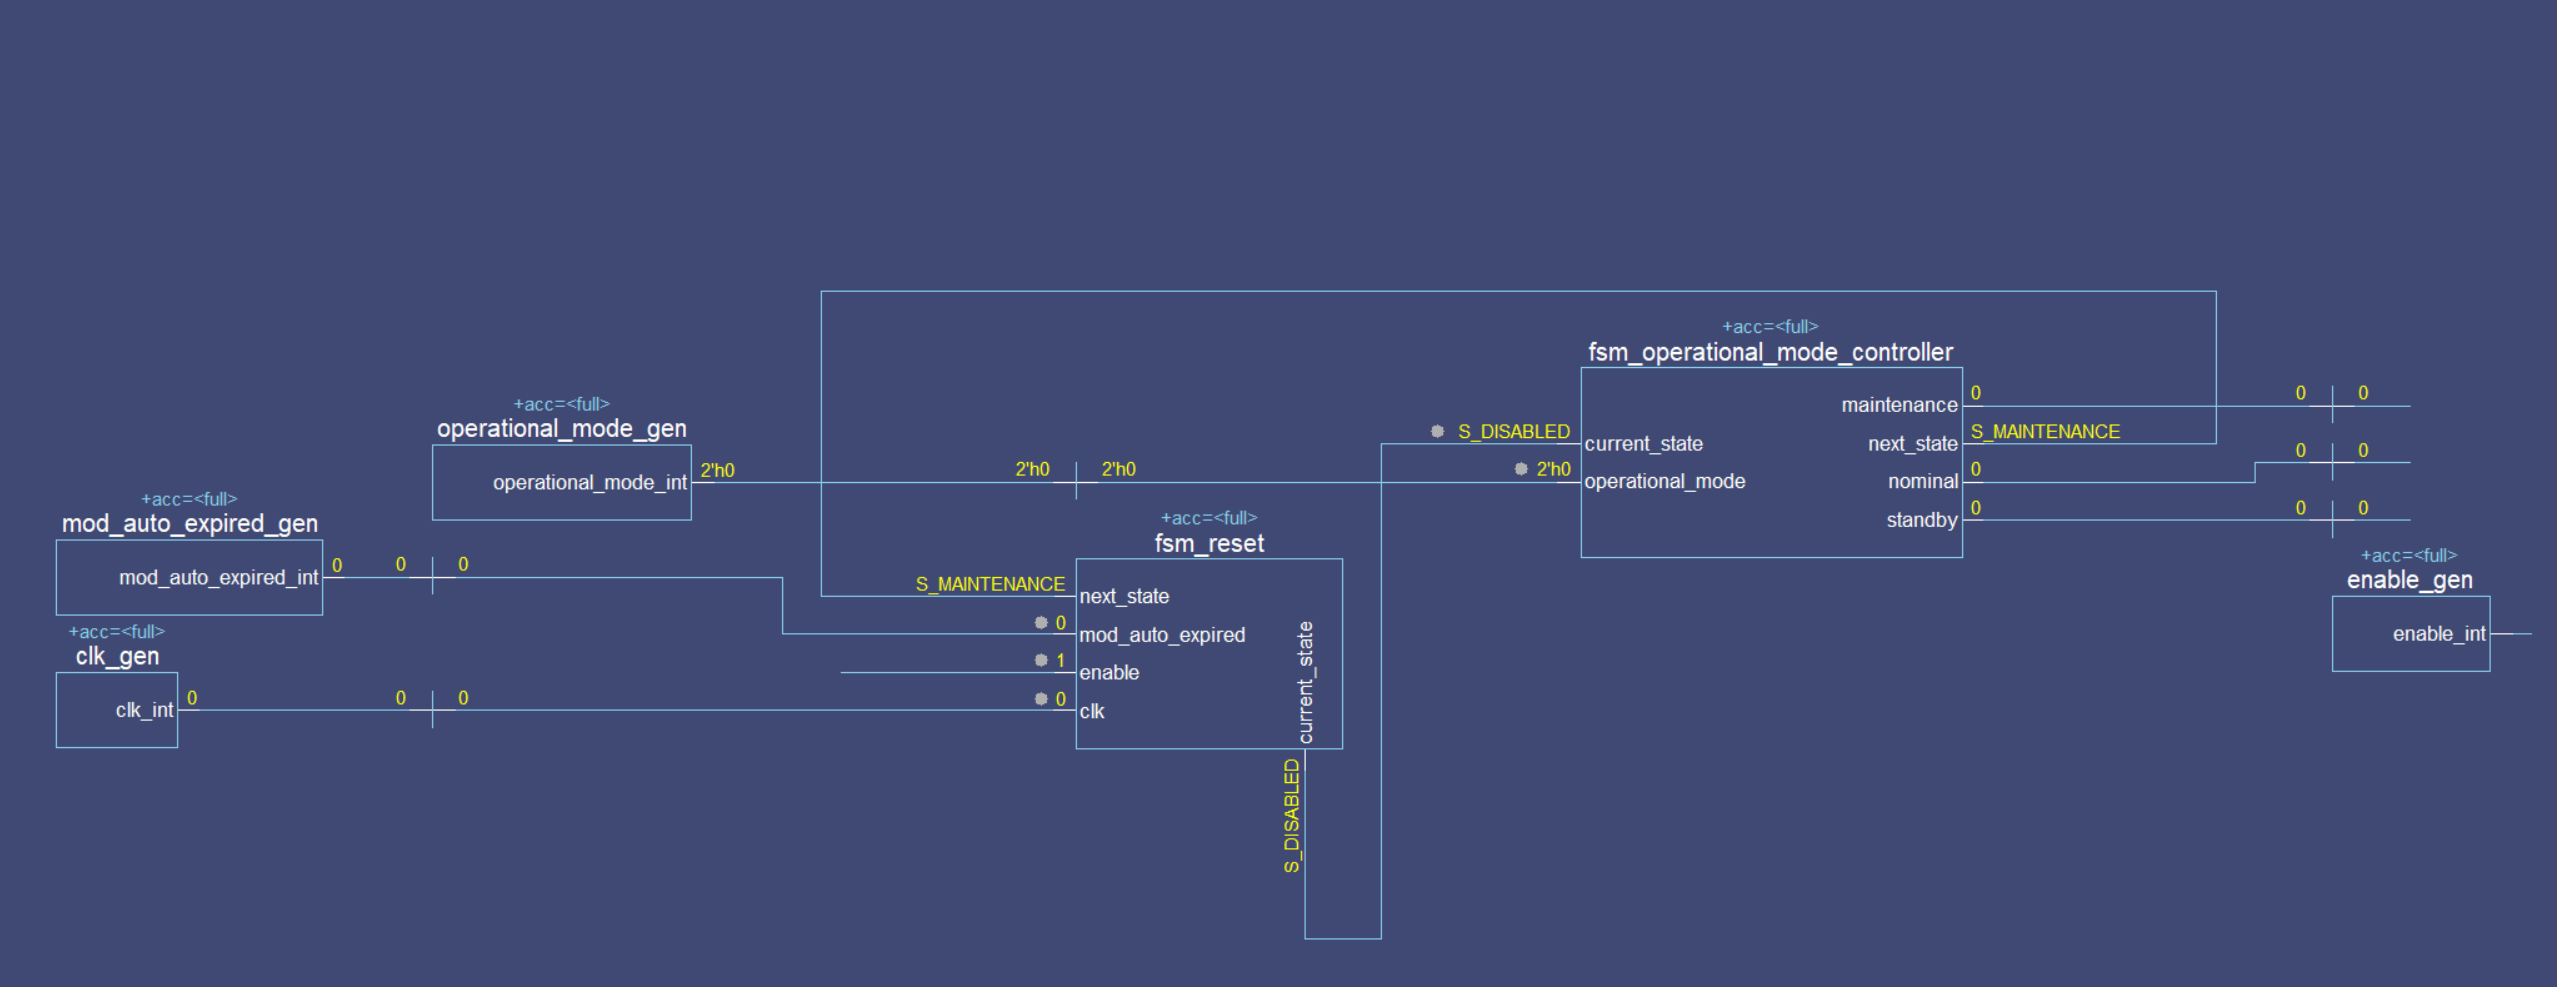 +acc=<full>
fsm_operational_mode_controller
maintenance
0
0
0
S_DISABLED
current_state
next_state
S_MAINTENANCE
2'h0
operational_mode
nominal
0
0
0
standby
0
0
0
+acc=<full>
operational_mode_gen
operational_mode_int
2'h0
2'h0
2'h0
+acc=<full>
mod_auto_expired_gen
mod_auto_expired_int
0
0
0
+acc=<full>
fsm_reset
S_MAINTENANCE
next_state
0
mod_auto_expired
1
enable
0
clk
current_state
S_DISABLED
+acc=<full>
enable_gen
enable_int
+acc=<full>
clk_gen
clk_int
0
0
0